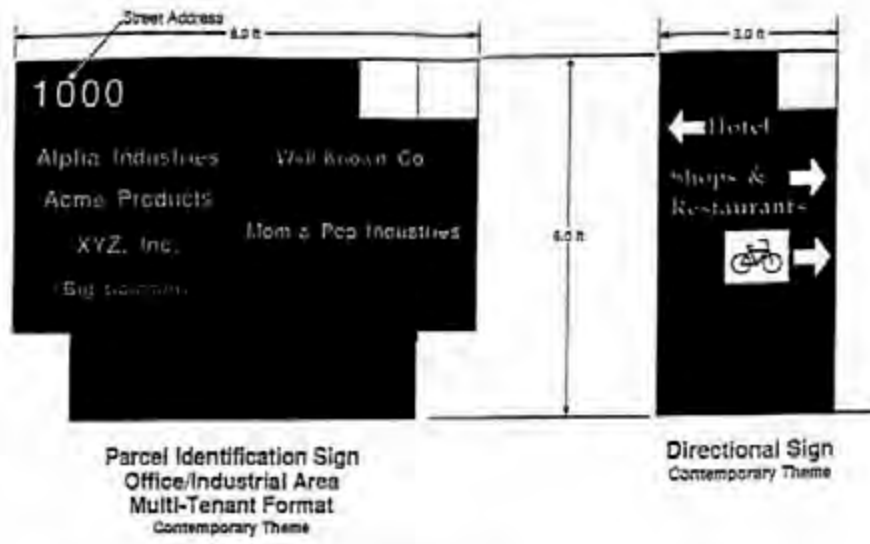 Street Address
8.0 ft
3.0 ft
1000
Hotel
Alpha Industries
Well Known Co
Shops &
Acme Products
Restaurants
Mom & Pop Industries
6.0 ft
XYZ, Inc.
Big
Parcel Identification Sign
Office/Industrial Area
Multi-Tenant Format
Contemporary Theme
Directional Sign
Contemporary Theme